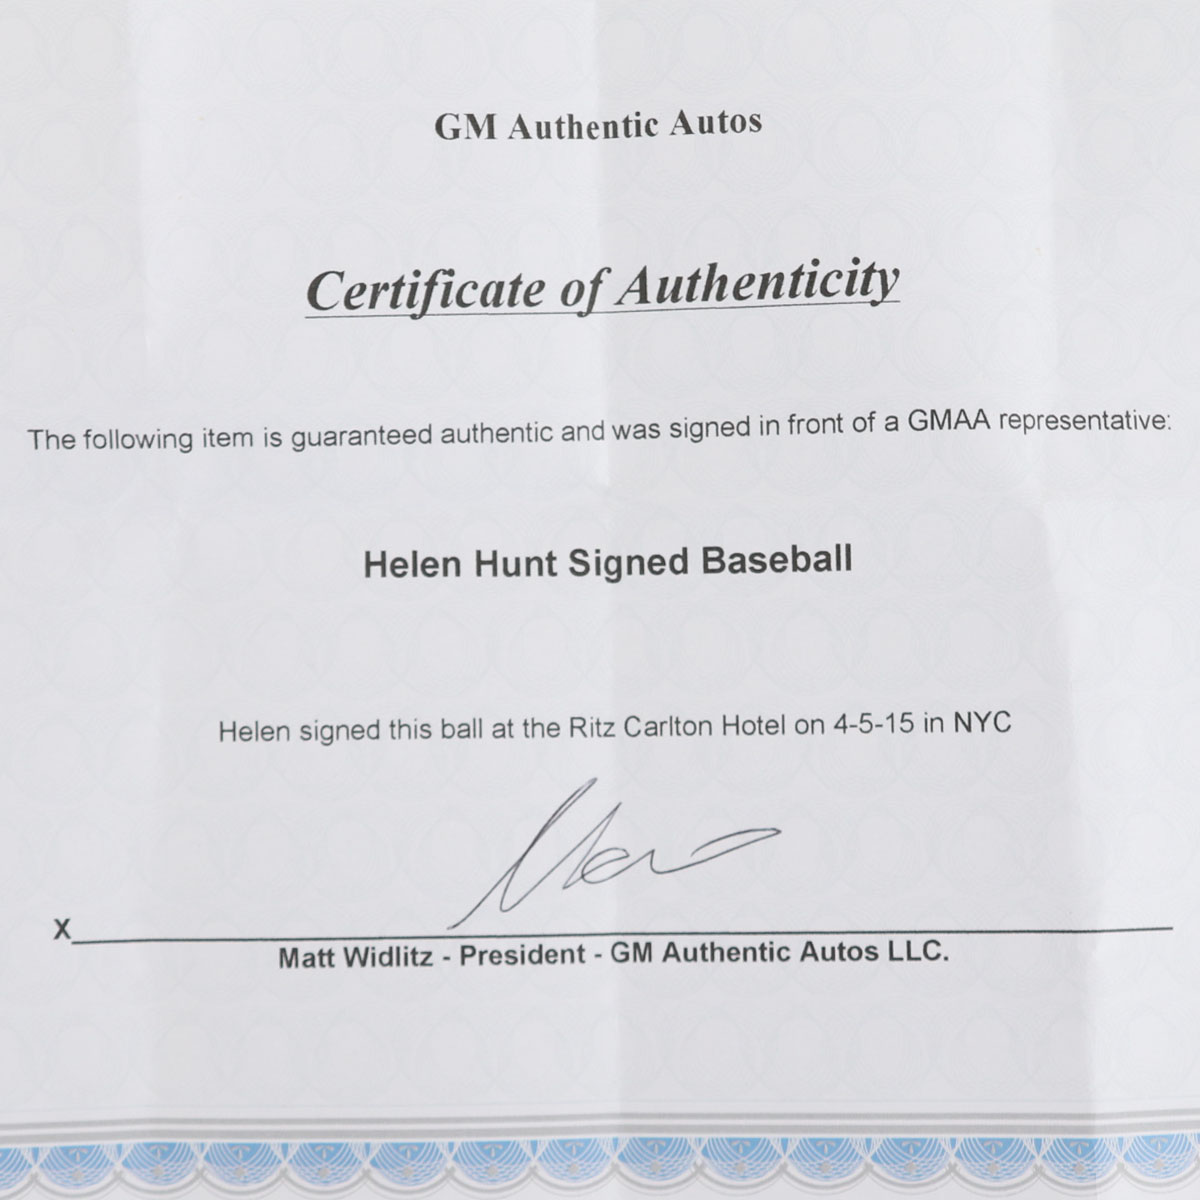 GM Authentic Autos
Certificate of Authenticity
The following item is guaranteed authentic and was signed in front of a GMAA representative:
Helen Hunt Signed Baseball
Helen signed this ball at the Ritz Carlton Hotel on 4-5-15 in NYC
X
Matt Widlitz - President - GM Authentic Autos LLC.